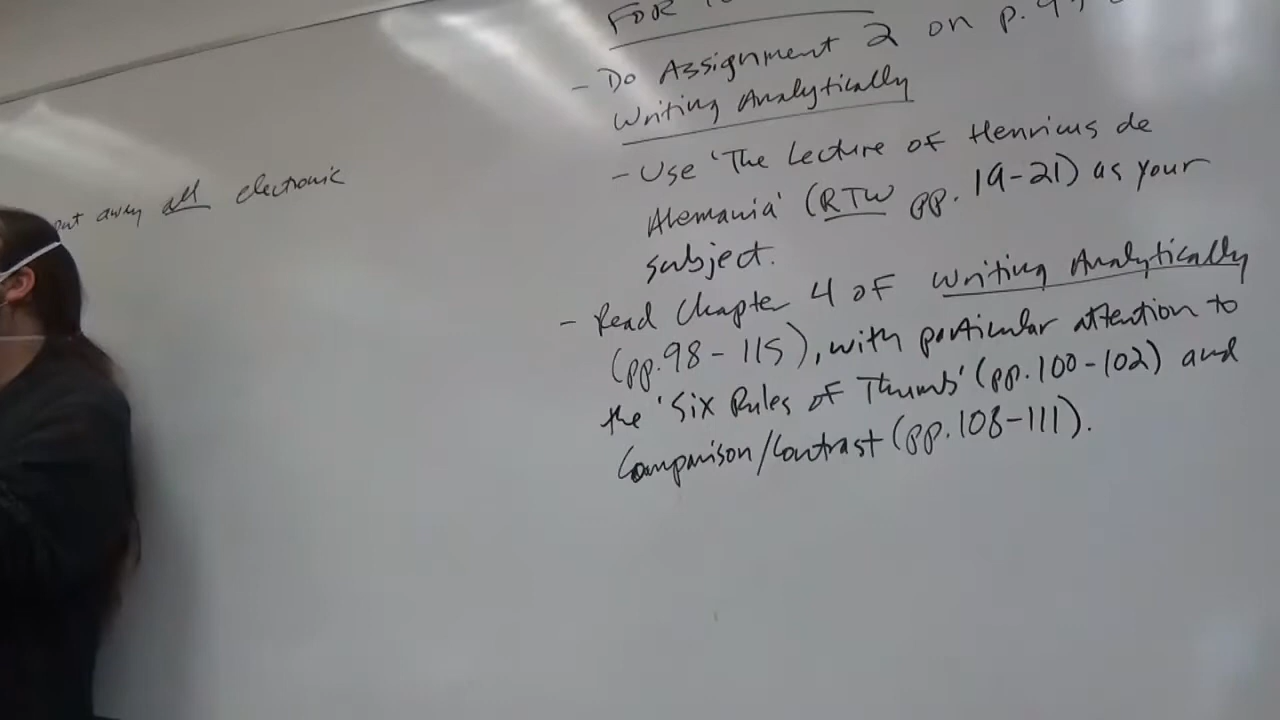 put away all electronic
FOR
- Do Assignment 2 on p.
Writing Analytically
- Use 'The Lecture of Henricus de
Alemania' (RTW pp. 19-21) as your
subject.
- Read Chapter 4 of Writing Analytically
(pp. 98-115), with particular attention to
the 'Six Rules of Thumb' (pp. 100-102) and
Comparison/Contrast (pp. 108-111).